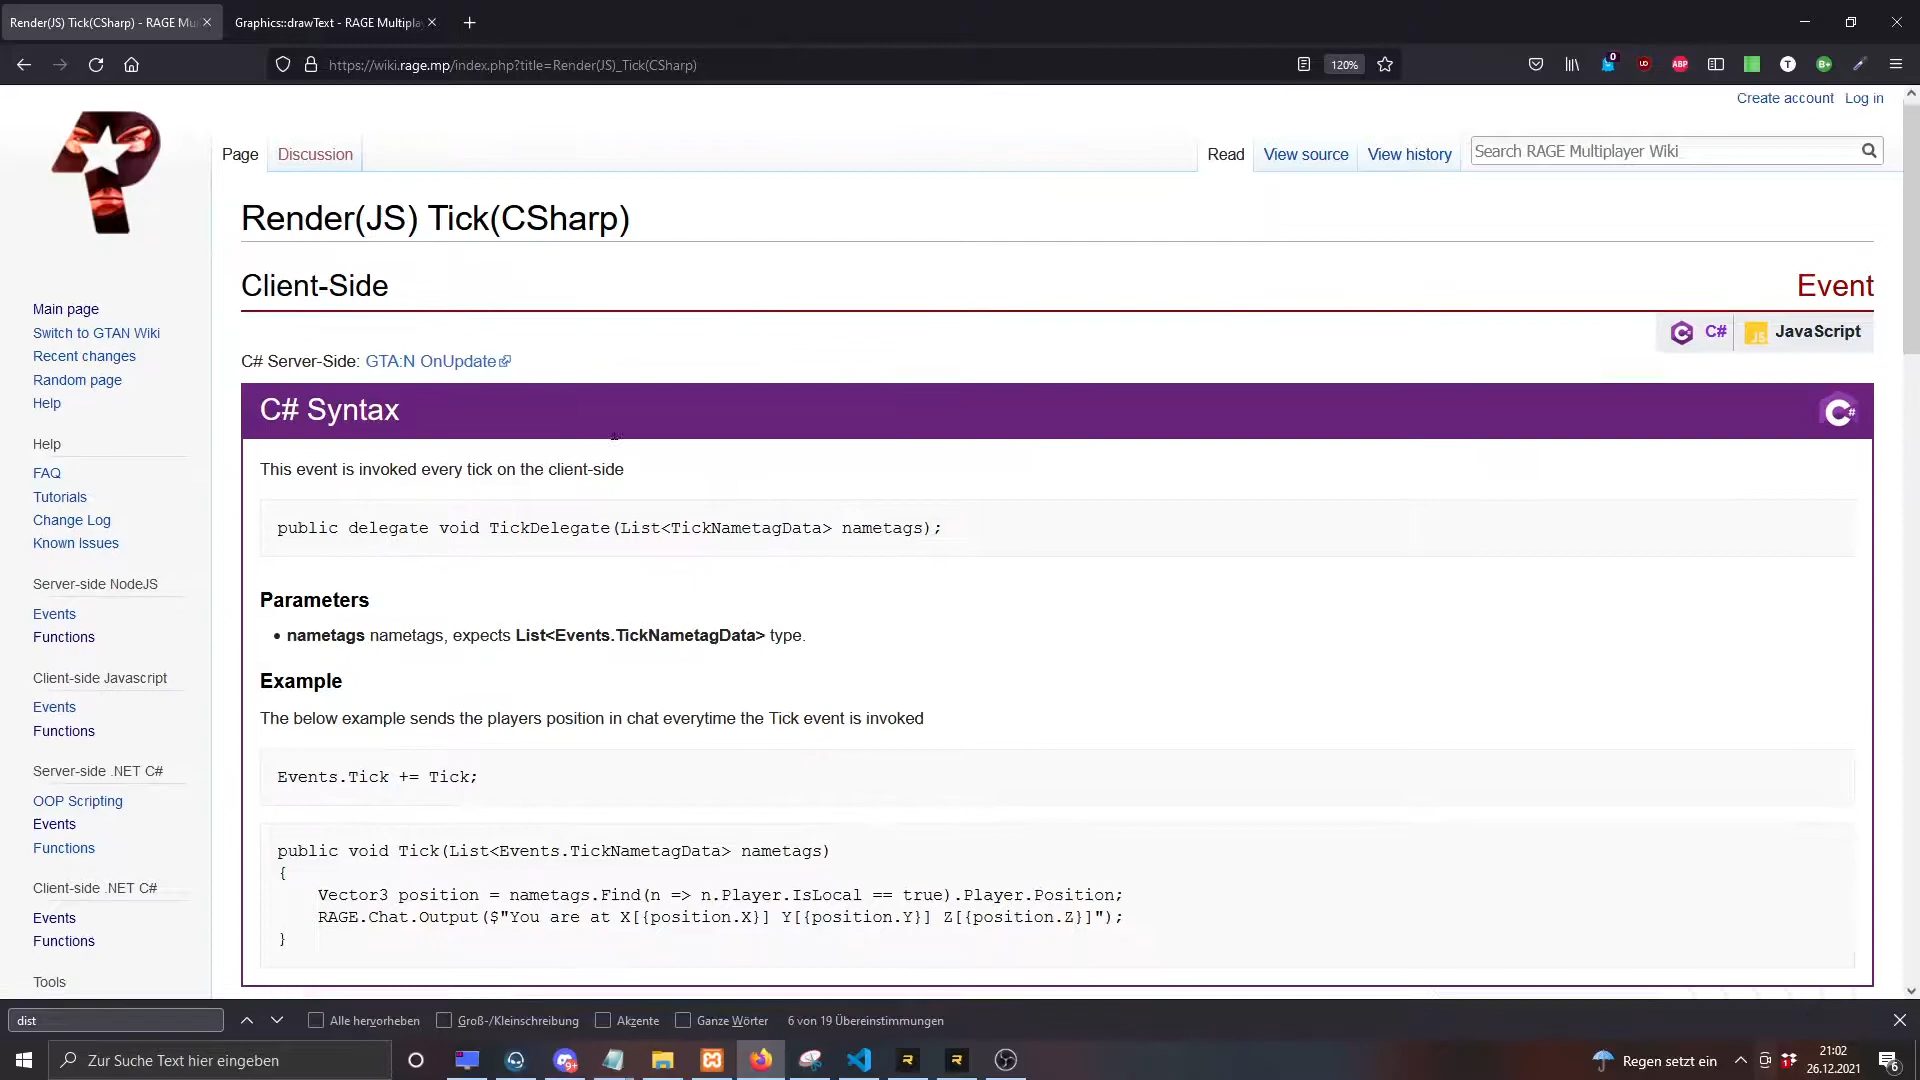 Render(JS) Tick(CSharp) - RAGE Mu
Graphics::drawText - RAGE Multipla
https://wiki.rage.mp/index.php?title=Render(JS)_Tick(CSharp)
120%
0
UD
ABP
T
B+
Create account Log in
Page Discussion
Read View source View history
Search RAGE Multiplayer Wiki
Render(JS) Tick(CSharp)
Client-Side
Event
C# JavaScript
C# Server-Side: GTA:N OnUpdate
C# Syntax
This event is invoked every tick on the client-side
public delegate void TickDelegate(List<TickNametagData> nametags);
Parameters
• nametags nametags, expects List<Events.TickNametagData> type.
Example
The below example sends the players position in chat everytime the Tick event is invoked
Events.Tick += Tick;
public void Tick(List<Events.TickNametagData> nametags)
{
Vector3 position = nametags.Find(n => n.Player.IsLocal == true).Player.Position;
RAGE.Chat.Output($"You are at X[{position.X}] Y[{position.Y}] Z[{position.Z}]");
}
Main page
Switch to GTAN Wiki
Recent changes
Random page
Help
Help
FAQ
Tutorials
Change Log
Known issues
Server-side NodeJS
Events
Functions
Client-side Javascript
Events
Functions
Server-side .NET C#
OOP Scripting
Events
Functions
Client-side .NET C#
Events
Functions
Tools
dist
Alle hervorheben
Groß-/Kleinschreibung
Akzente
Ganze Wörter
6 von 19 Übereinstimmungen
Zur Suche Text hier eingeben
Regen setzt ein
21:02
26.12.2021
6